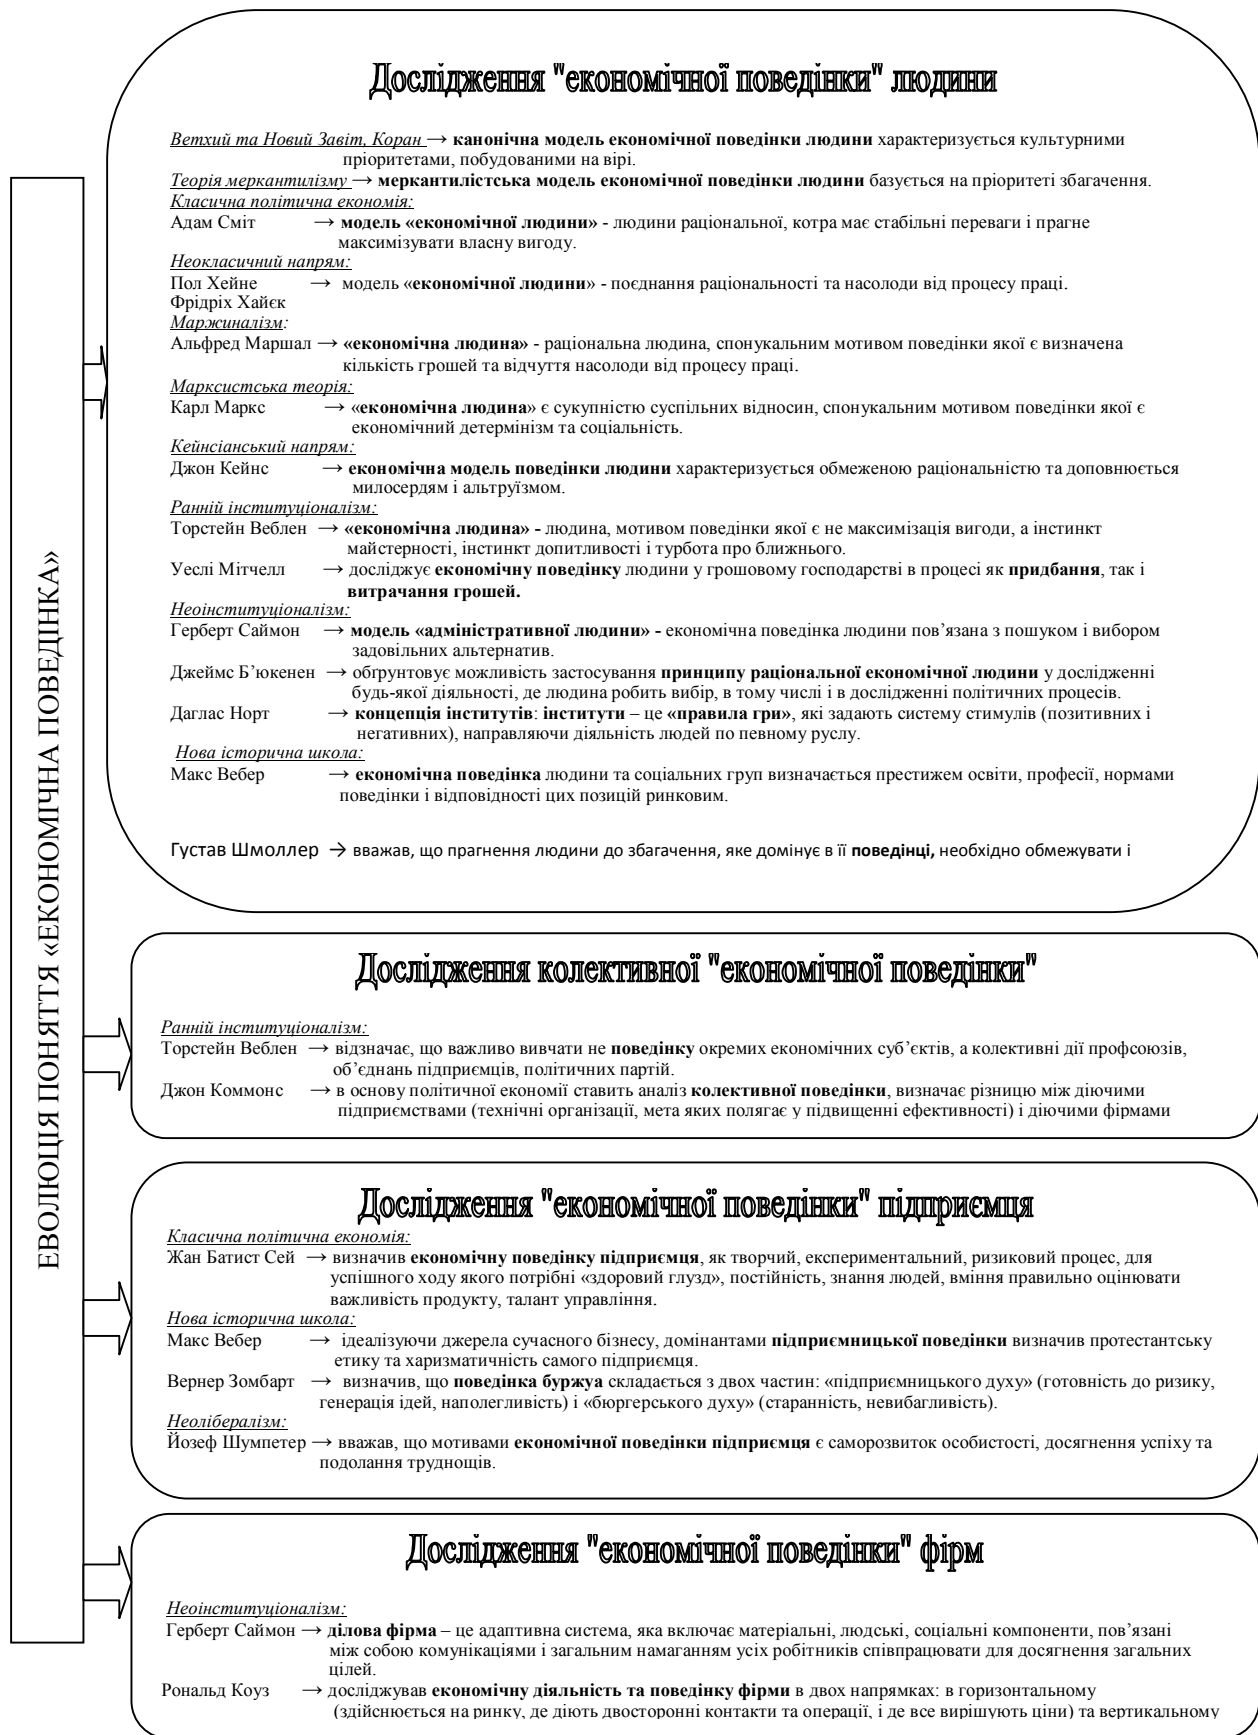 ЕВОЛЮЦІЯ ПОНЯТТЯ «ЕКОНОМІЧНА ПОВЕДІНКА»
Дослідження "економічної поведінки" людини
Ветхий та Новий Завіт, Коран → канонічна модель економічної поведінки людини характеризується культурними
пріоритетами, побудованими на вірі.
Теорія меркантилізму → меркантилістська модель економічної поведінки людини базується на пріоритеті збагачення.
Класична політична економія:
Адам Сміт → модель «економічної людини» - людини раціональної, котра має стабільні переваги і прагне
максимізувати власну вигоду.
Неокласичний напрям:
Пол Хейне → модель «економічної людини» - поєднання раціональності та насолоди від процесу праці.
Фрідріх Хайєк
Маржиналізм:
Альфред Маршал → «економічна людина» - раціональна людина, спонукальним мотивом поведінки якої є визначена
кількість грошей та відчуття насолоди від процесу праці.
Марксистська теорія:
Карл Маркс → «економічна людина» є сукупністю суспільних відносин, спонукальним мотивом поведінки якої є
економічний детермінізм та соціальність.
Кейнсіанський напрям:
Джон Кейнс → економічна модель поведінки людини характеризується обмеженою раціональністю та доповнюється
милосердям і альтруїзмом.
Ранній інституціоналізм:
Торстейн Веблен → «економічна людина» - людина, мотивом поведінки якої є не максимізація вигоди, а інстинкт
майстерності, інстинкт допитливості і турбота про ближнього.
Уеслі Мітчелл → досліджує економічну поведінку людини у грошовому господарстві в процесі як придбання, так і
витрачання грошей.
Неоінституціоналізм:
Герберт Саймон → модель «адміністративної людини» - економічна поведінка людини пов’язана з пошуком і вибором
задовільних альтернатив.
Джеймс Б’юкенен → обґрунтовує можливість застосування принципу раціональної економічної людини у дослідженні
будь-якої діяльності, де людина робить вибір, в тому числі і в дослідженні політичних процесів.
Даглас Норт → концепція інститутів: інститути – це «правила гри», які задають систему стимулів (позитивних і
негативних), направляючи діяльність людей по певному руслу.
Нова історична школа:
Макс Вебер → економічна поведінка людини та соціальних груп визначається престижем освіти, професії, нормами
поведінки і відповідності цих позицій ринковим.
Густав Шмоллер → вважав, що прагнення людини до збагачення, яке домінує в її поведінці, необхідно обмежувати і
Дослідження колективної "економічної поведінки"
Ранній інституціоналізм:
Торстейн Веблен → відзначає, що важливо вивчати не поведінку окремих економічних суб’єктів, а колективні дії профсоюзів,
об’єднань підприємців, політичних партій.
Джон Коммонс → в основу політичної економії ставить аналіз колективної поведінки, визначає різницю між діючими
підприємствами (технічні організації, мета яких полягає у підвищенні ефективності) і діючими фірмами
Дослідження "економічної поведінки" підприємця
Класична політична економія:
Жан Батист Сей → визначив економічну поведінку підприємця, як творчий, експериментальний, ризиковий процес, для
успішного ходу якого потрібні «здоровий глузд», постійність, знання людей, вміння правильно оцінювати
важливість продукту, талант управління.
Нова історична школа:
Макс Вебер → ідеалізуючи джерела сучасного бізнесу, домінантами підприємницької поведінки визначив протестантську
етику та харизматичність самого підприємця.
Вернер Зомбарт → визначив, що поведінка буржуа складається з двох частин: «підприємницького духу» (готовність до ризику,
генерація ідей, наполегливість) і «бюргерського духу» (старанність, невибагливість).
Неолібералізм:
Йозеф Шумпетер → вважав, що мотивами економічної поведінки підприємця є саморозвиток особистості, досягнення успіху та
подолання труднощів.
Дослідження "економічної поведінки" фірм
Неоінституціоналізм:
Герберт Саймон → ділова фірма – це адаптивна система, яка включає матеріальні, людські, соціальні компоненти, пов’язані
між собою комунікаціями і загальним намаганням усіх робітників співпрацювати для досягнення загальних
цілей.
Рональд Коуз → досліджував економічну діяльність та поведінку фірми в двох напрямках: в горизонтальному
(здійснюється на ринку, де діють двосторонні контакти та операції, і де все вирішують ціни) та вертикальному